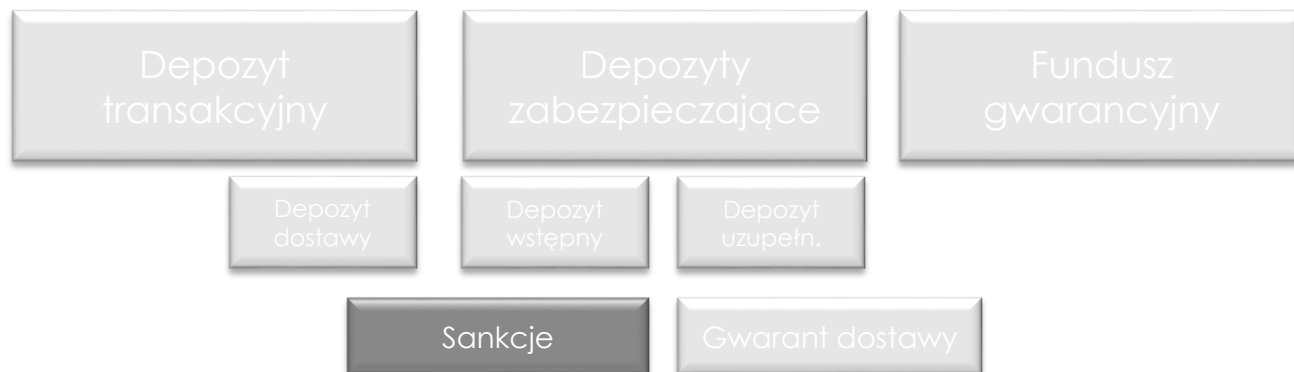 Depozyt
transakcyjny
Depozyty
zabezpieczające
Fundusz
gwarancyjny
Depozyt
dostawy
Depozyt
wstępny
Depozyt
uzupełn.
Sankcje
Gwarant dostawy